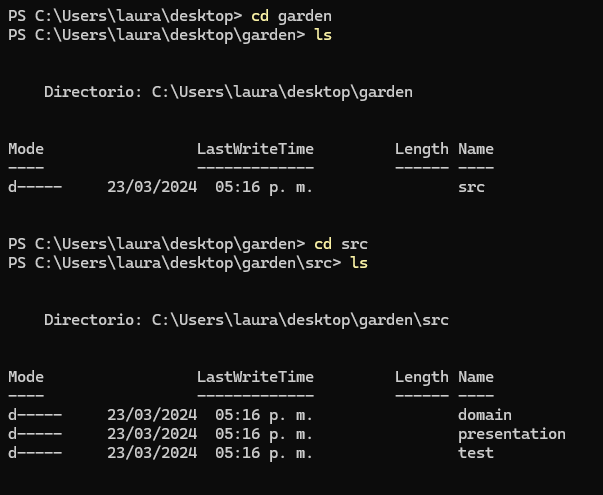 PS C:\Users\laura\desktop> cd garden
PS C:\Users\laura\desktop\garden> ls
    Directorio: C:\Users\laura\desktop\garden
Mode                 LastWriteTime         Length Name
----                 -------------         ------ ----
d-----     23/03/2024  05:16 p. m.                src
PS C:\Users\laura\desktop\garden> cd src
PS C:\Users\laura\desktop\garden\src> ls
    Directorio: C:\Users\laura\desktop\garden\src
Mode                 LastWriteTime         Length Name
----                 -------------         ------ ----
d-----     23/03/2024  05:16 p. m.                domain
d-----     23/03/2024  05:16 p. m.                presentation
d-----     23/03/2024  05:16 p. m.                test